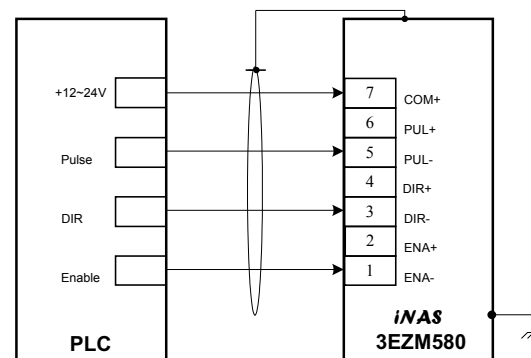 +12~24V
Pulse
DIR
Enable
PLC
7 COM+
6 PUL+
5 PUL-
4 DIR+
3 DIR-
2 ENA+
1 ENA-
iNAS
3EZM580